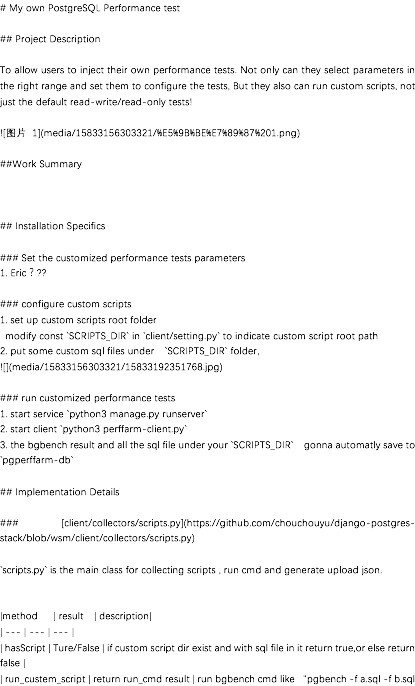 # My own PostgreSQL Performance test
## Project Description
To allow users to inject their own performance tests. Not only can they select parameters in
the right range and set them to configure the tests, But they also can run custom scripts, not
just the default read-write/read-only tests!
![图片 1](media/15833156303321/%E5%9B%BE%E7%89%87%201.png)
##Work Summary
## Installation Specifics
### Set the customized performance tests parameters
1. Eric？??
### configure custom scripts
1. set up custom scripts root folder
modify const `SCRIPTS_DIR` in `client/setting.py` to indicate custom script root path
2. put some custom sql files under `SCRIPTS_DIR` folder,
![](media/15833156303321/15833192351768.jpg)
### run customized performance tests
1. start service `python3 manage.py runserver`
2. start client `python3 perffarm-client.py`
3. the bgbench result and all the sql file under your `SCRIPTS_DIR` gonna automatly save to
`pgperffarm-db`
## Implementation Details
### [client/collectors/scripts.py](https://github.com/chouchouyu/django-postgres-
stack/blob/wsm/client/collectors/scripts.py)
`scripts.py` is the main class for collecting scripts , run cmd and generate upload json.
|method | result | description|
| --- | --- | --- |
| hasScript | Ture/False | if custom script dir exist and with sql file in it return true,or else return
false |
| run_custem_script | return run_cmd result | run bgbench cmd like "pgbench -f a.sql -f b.sql